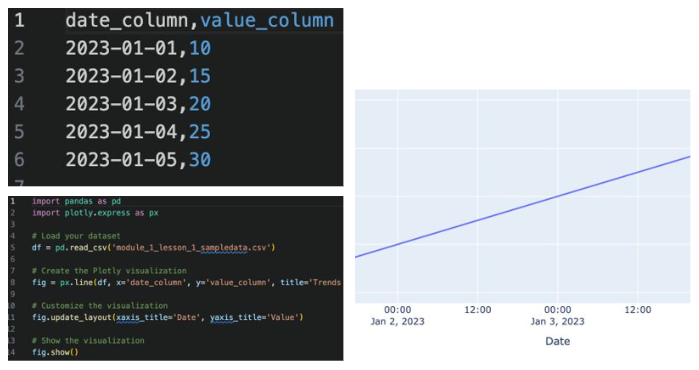 1 date_column,value_column
2 2023-01-01,10
3 2023-01-02,15
4 2023-01-03,20
5 2023-01-04,25
6 2023-01-05,30
1 import pandas as pd
2 import plotly.express as px
3
4 # Load your dataset
5 df = pd.read_csv('module_1_lesson_1_sampledata.csv')
6
7 # Create the Plotly visualization
8 fig = px.line(df, x='date_column', y='value_column', title='Trends
9
10 # Customize the visualization
11 fig.update_layout(xaxis_title='Date', yaxis_title='Value')
12
13 # Show the visualization
14 fig.show()
00:00 12:00 00:00 12:00
Jan 2, 2023 Jan 3, 2023
Date